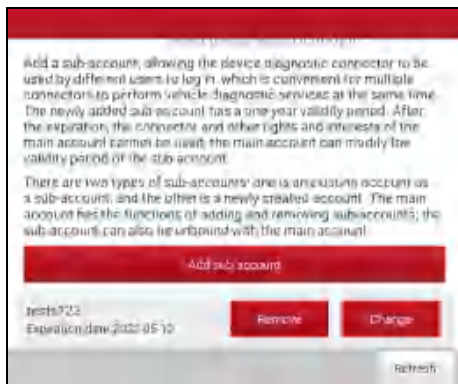 Add a sub-account, allowing the device diagnostic connector to be
used by different users to log in, which is convenient for multiple
connectors to perform vehicle diagnostic services at the same time.
The newly added sub-account has a one-year validity period. After
the expiration, the connector and other rights and interests of the
main account cannot be used, the main account can modify the
validity period of the sub-account.
There are two types of sub-accounts: one is an existing account as
a sub-account, and the other is a newly created account. The main
account has the functions of adding and removing sub-accounts; the
sub-account can also be unbound with the main account.
Add sub account
Expiration date:
Remove
Change
Refresh